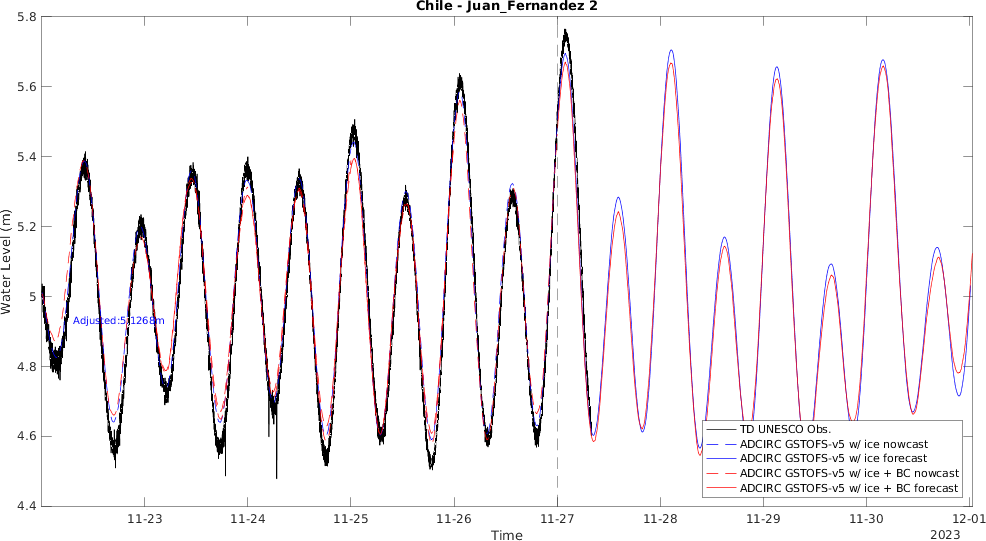 Chile - Juan_Fernandez 2
5.8
5.6
5.4
5.2
5
4.8
4.6
4.4
Water Level (m)
Adjusted:5.1268m
TD UNESCO Obs.
ADCIRC GSTOFS-v5 w/ ice nowcast
ADCIRC GSTOFS-v5 w/ ice forecast
ADCIRC GSTOFS-v5 w/ ice + BC nowcast
ADCIRC GSTOFS-v5 w/ ice + BC forecast
11-23 11-24 11-25 11-26 11-27 11-28 11-29 11-30 12-01
Time
2023